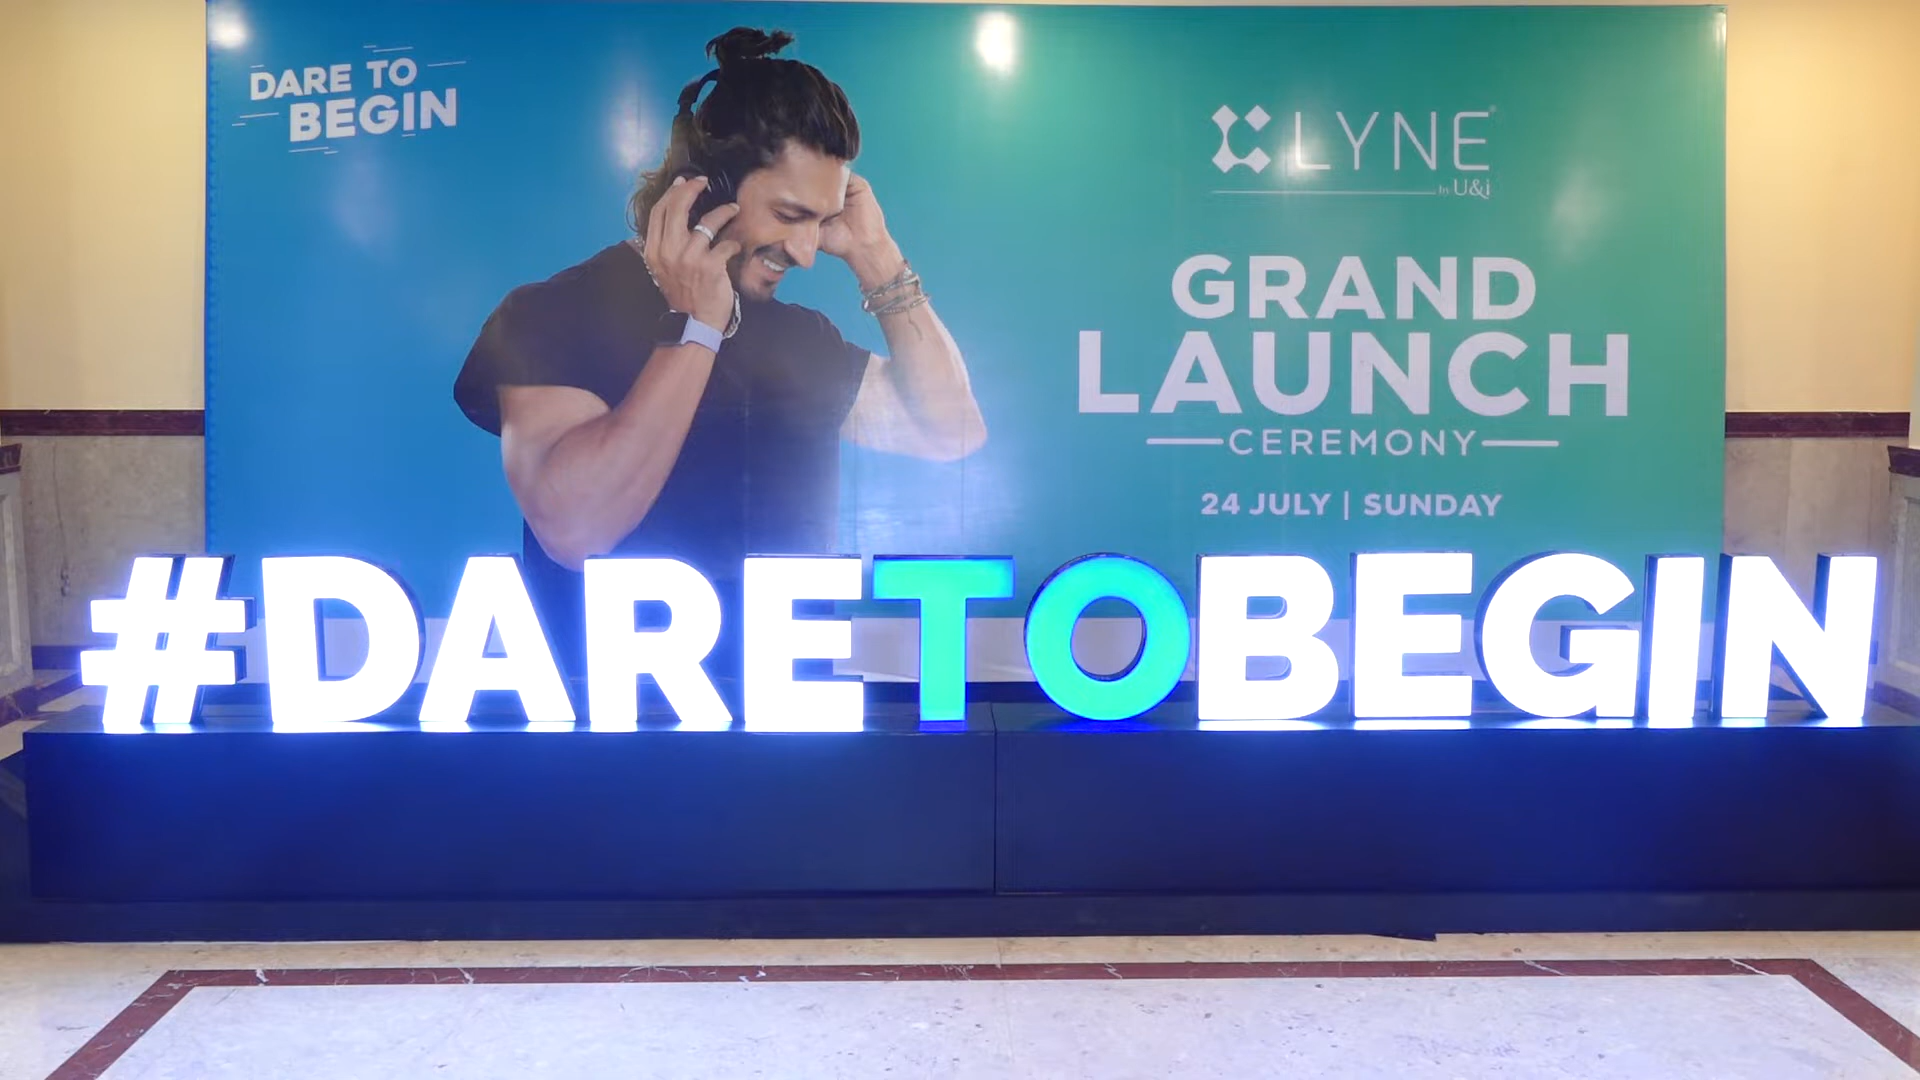 DARE TO
BEGIN
LYNE
by U&i
GRAND
LAUNCH
CEREMONY
24 JULY | SUNDAY
#DARETOBEGIN